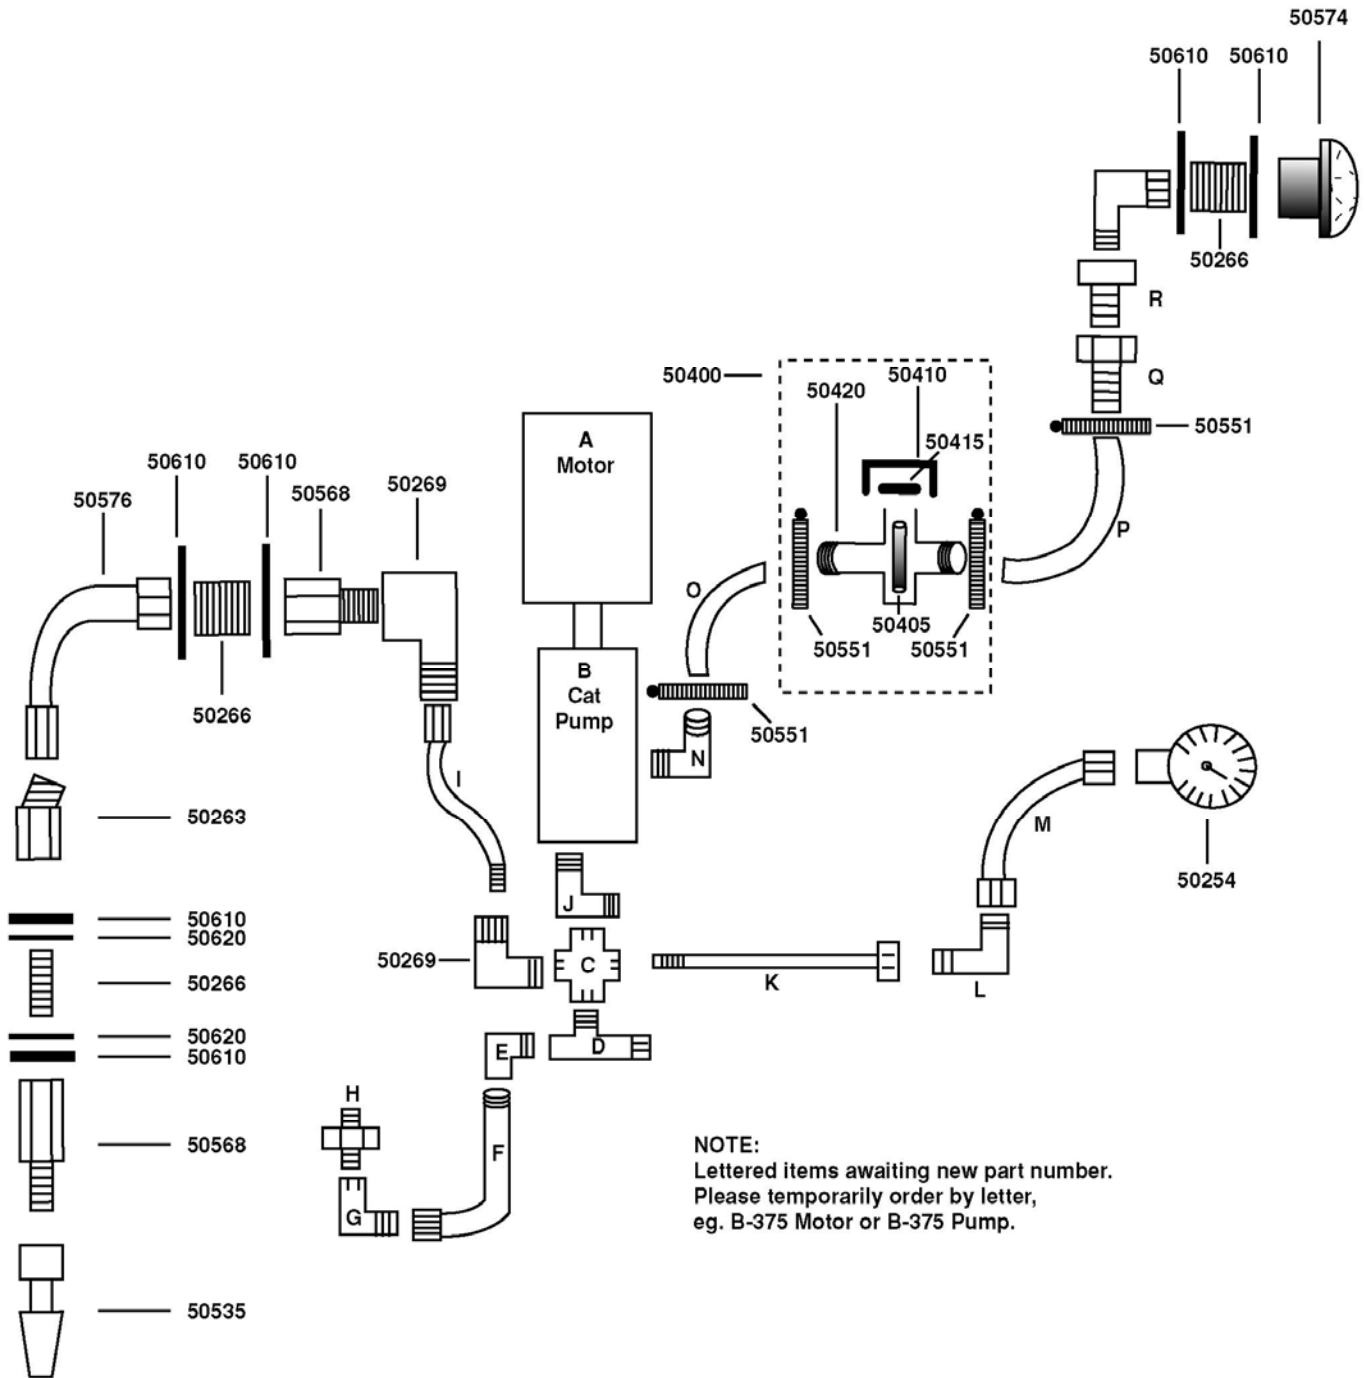 50574
50610 50610
50266
R
Q
50551
P
50400
50420
50410
50415
50405
50551
50551
A
Motor
B
Cat
Pump
O
50551
N
50610
50610
50576
50568
50269
50266
I
50263
50610
50620
50266
50620
50610
50568
50535
J
50269
C
K
L
M
50254
E
D
H
F
G
NOTE:
Lettered items awaiting new part number.
Please temporarily order by letter,
eg. B-375 Motor or B-375 Pump.